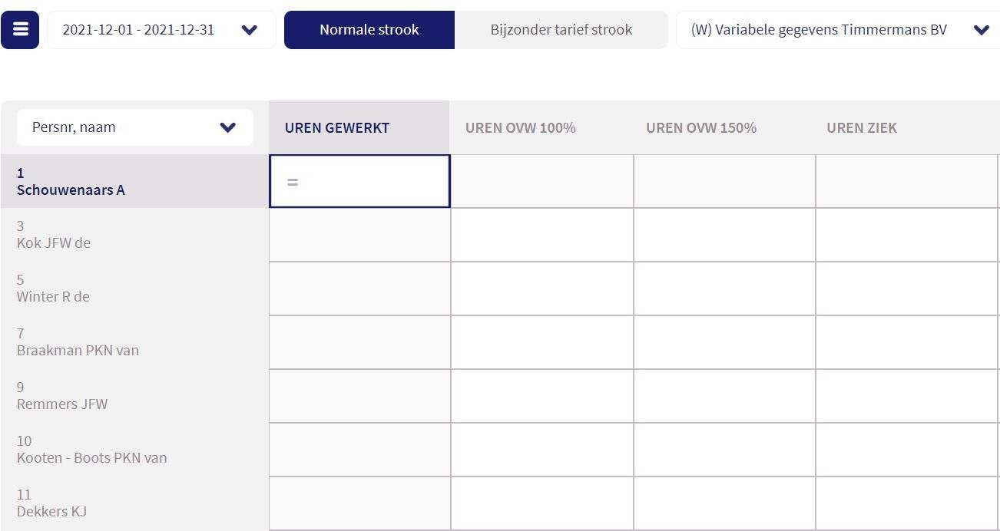 2021-12-01 - 2021-12-31
Normale strook
Bijzonder tarief strook
(W) Variabele gegevens Timmermans BV
Persnr, naam
UREN GEWERKT
UREN OVW 100%
UREN OVW 150%
UREN ZIEK
1
Schouwenaars A
=
3
Kok JFW de
5
Winter R de
7
Braakman PKN van
9
Remmers JFW
10
Kooten - Boots PKN van
11
Dekkers KJ